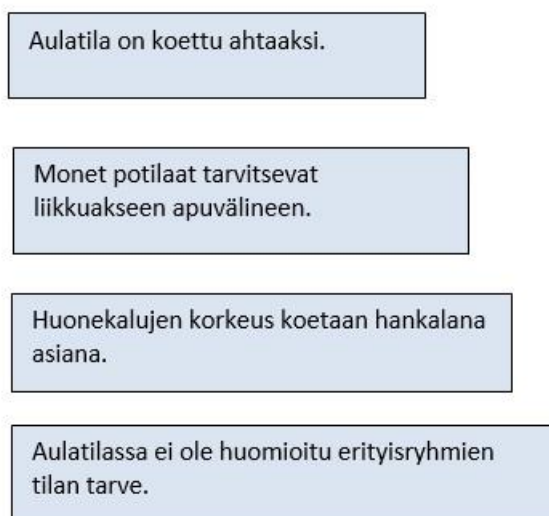 Aulatila on koettu ahtaaksi.
Monet potilaat tarvitsevat
liikkuakseen apuvälineen.
Huonekalujen korkeus koetaan hankalana
asiana.
Aulatilassa ei ole huomioitu erityisryhmien
tilan tarve.